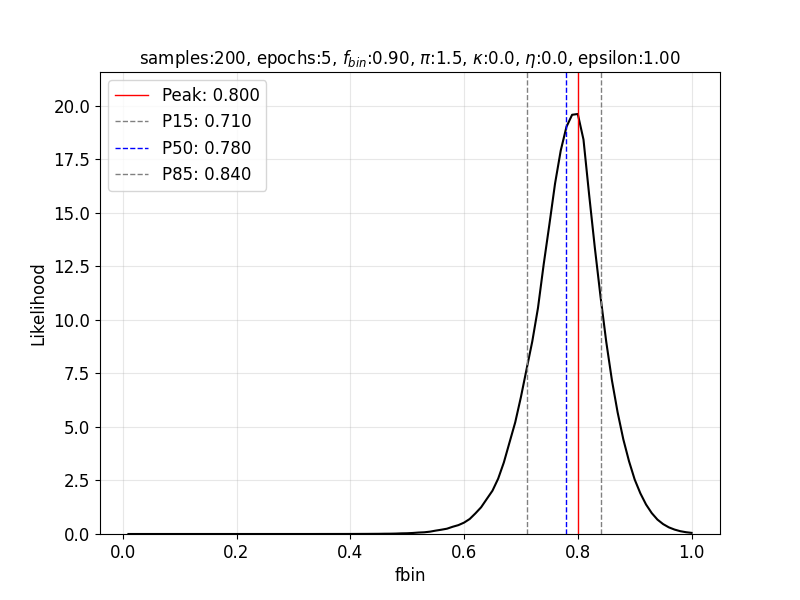 samples:200, epochs:5, f_bin:0.90, π:1.5, κ:0.0, η:0.0, epsilon:1.00
Peak: 0.800
P15: 0.710
P50: 0.780
P85: 0.840
20.0
17.5
15.0
12.5
10.0
7.5
5.0
2.5
0.0
Likelihood
0.0 0.2 0.4 0.6 0.8 1.0
fbin